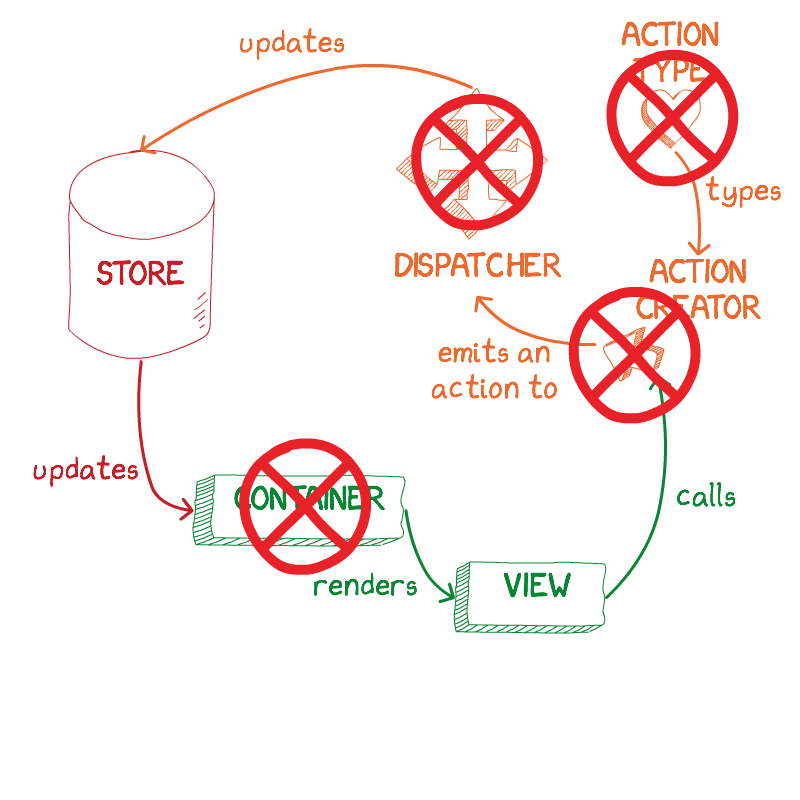 updates
ACTION
TYPE
types
STORE
DISPATCHER
ACTION
CREATOR
emits an
action to
updates
CONTAINER
calls
renders
VIEW